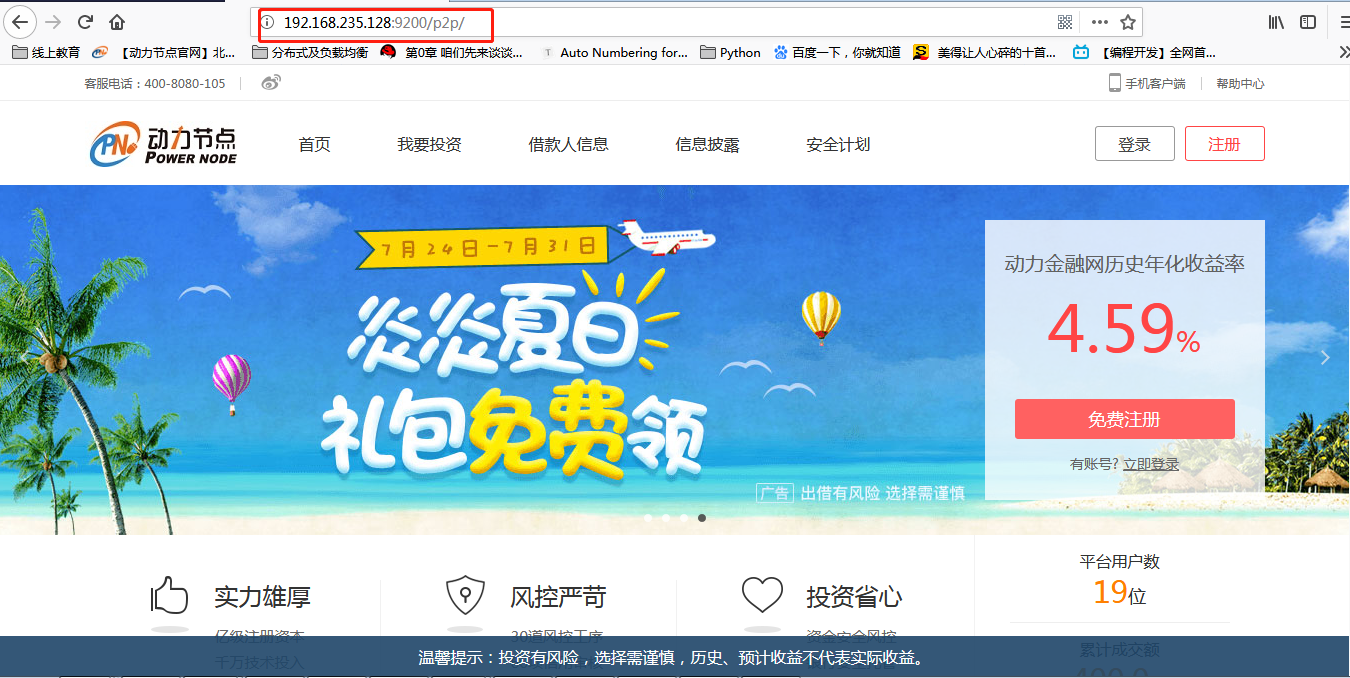 192.168.235.128:9200/p2p/
线上教育 【动力节点官网】北... 分布式及负载均衡 第0章 咱们先来谈谈... Auto Numbering for... Python 百度一下，你就知道 美得让人心碎的十首... 【编程开发】全网首...
客服电话：400-8080-105 手机客户端 帮助中心
PN 动力节点 POWER NODE 首页 我要投资 借款人信息 信息披露 安全计划 登录 注册
7月24日-7月31日
炎炎夏日
礼包免费领
广告 出借有风险 选择需谨慎
动力金融网历史年化收益率
4.59%
免费注册
有账号? 立即登录
实力雄厚 风控严苛 投资省心
亿级注册资本 30道风控工序 资金安全风控
千万技术投入
平台用户数
19位
累计成交额
温馨提示：投资有风险，选择需谨慎，历史、预计收益不代表实际收益。